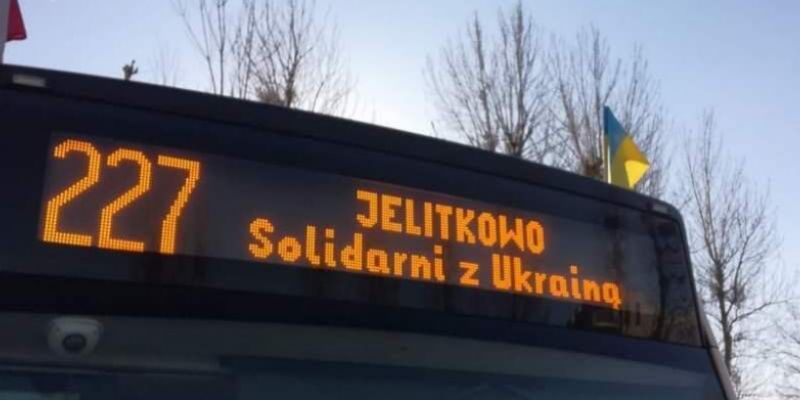 227
JELITKOWO
Solidarni z Ukrainą